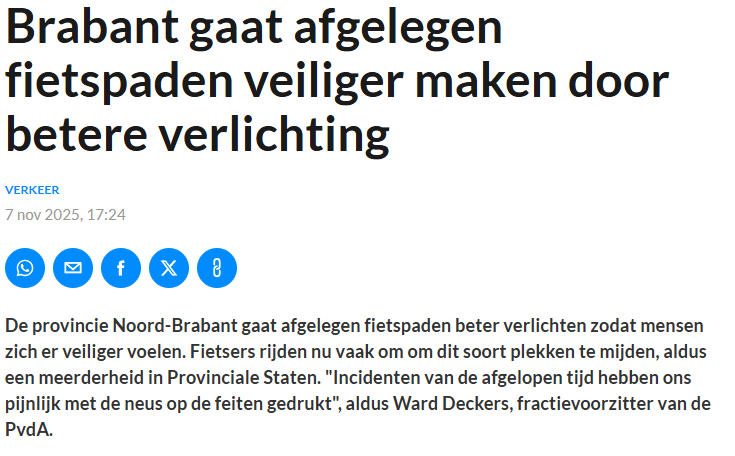 Brabant gaat afgelegen
fietspaden veiliger maken door
betere verlichting
VERKEER
7 nov 2025, 17:24
De provincie Noord-Brabant gaat afgelegen fietspaden beter verlichten zodat mensen
zich er veiliger voelen. Fietsers rijden nu vaak om om dit soort plekken te mijden, aldus
een meerderheid in Provinciale Staten. "Incidenten van de afgelopen tijd hebben ons
pijnlijk met de neus op de feiten gedrukt", aldus Ward Deckers, fractievoorzitter van de
PvdA.